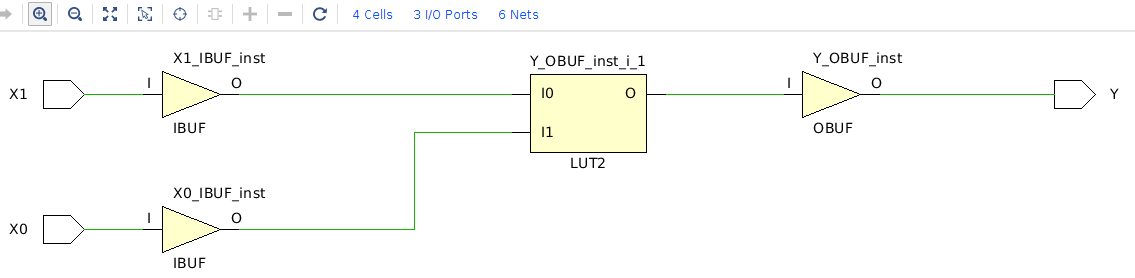 4 Cells 3 I/O Ports 6 Nets
X1_IBUF_inst
Y_OBUF_inst_i_1
Y_OBUF_inst
X1 I O I0 O I O Y
I1
IBUF
OBUF
LUT2
X0_IBUF_inst
X0 I O
IBUF